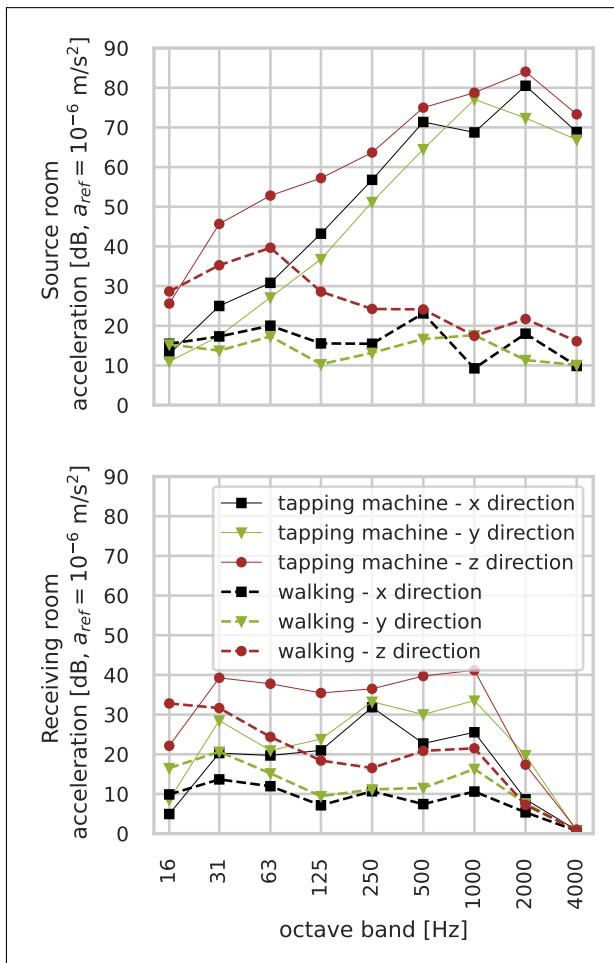 Source room
acceleration [dB, a_ref = 10⁻⁶ m/s²]
90
80
70
60
50
40
30
20
10
0
Receiving room
acceleration [dB, a_ref = 10⁻⁶ m/s²]
90
80
70
60
50
40
30
20
10
0
tapping machine - x direction
tapping machine - y direction
tapping machine - z direction
walking - x direction
walking - y direction
walking - z direction
16
31
63
125
250
500
1000
2000
4000
octave band [Hz]